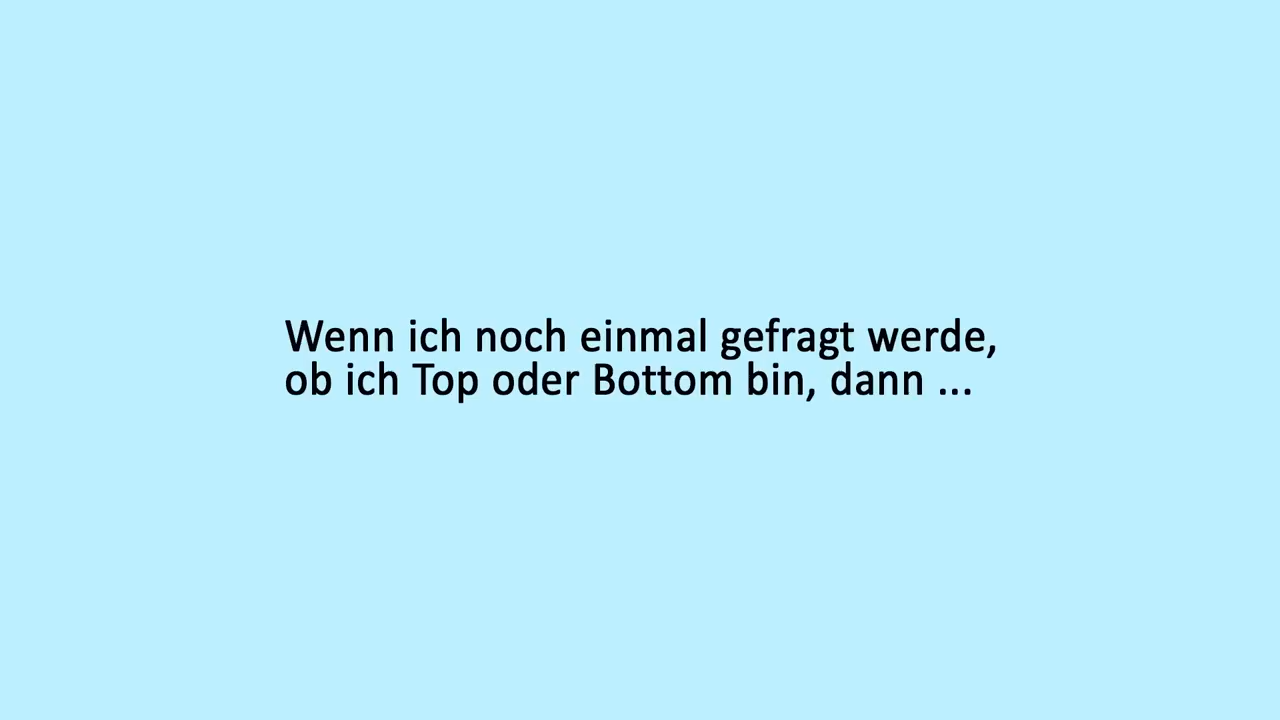 Wenn ich noch einmal gefragt werde,
ob ich Top oder Bottom bin, dann ...